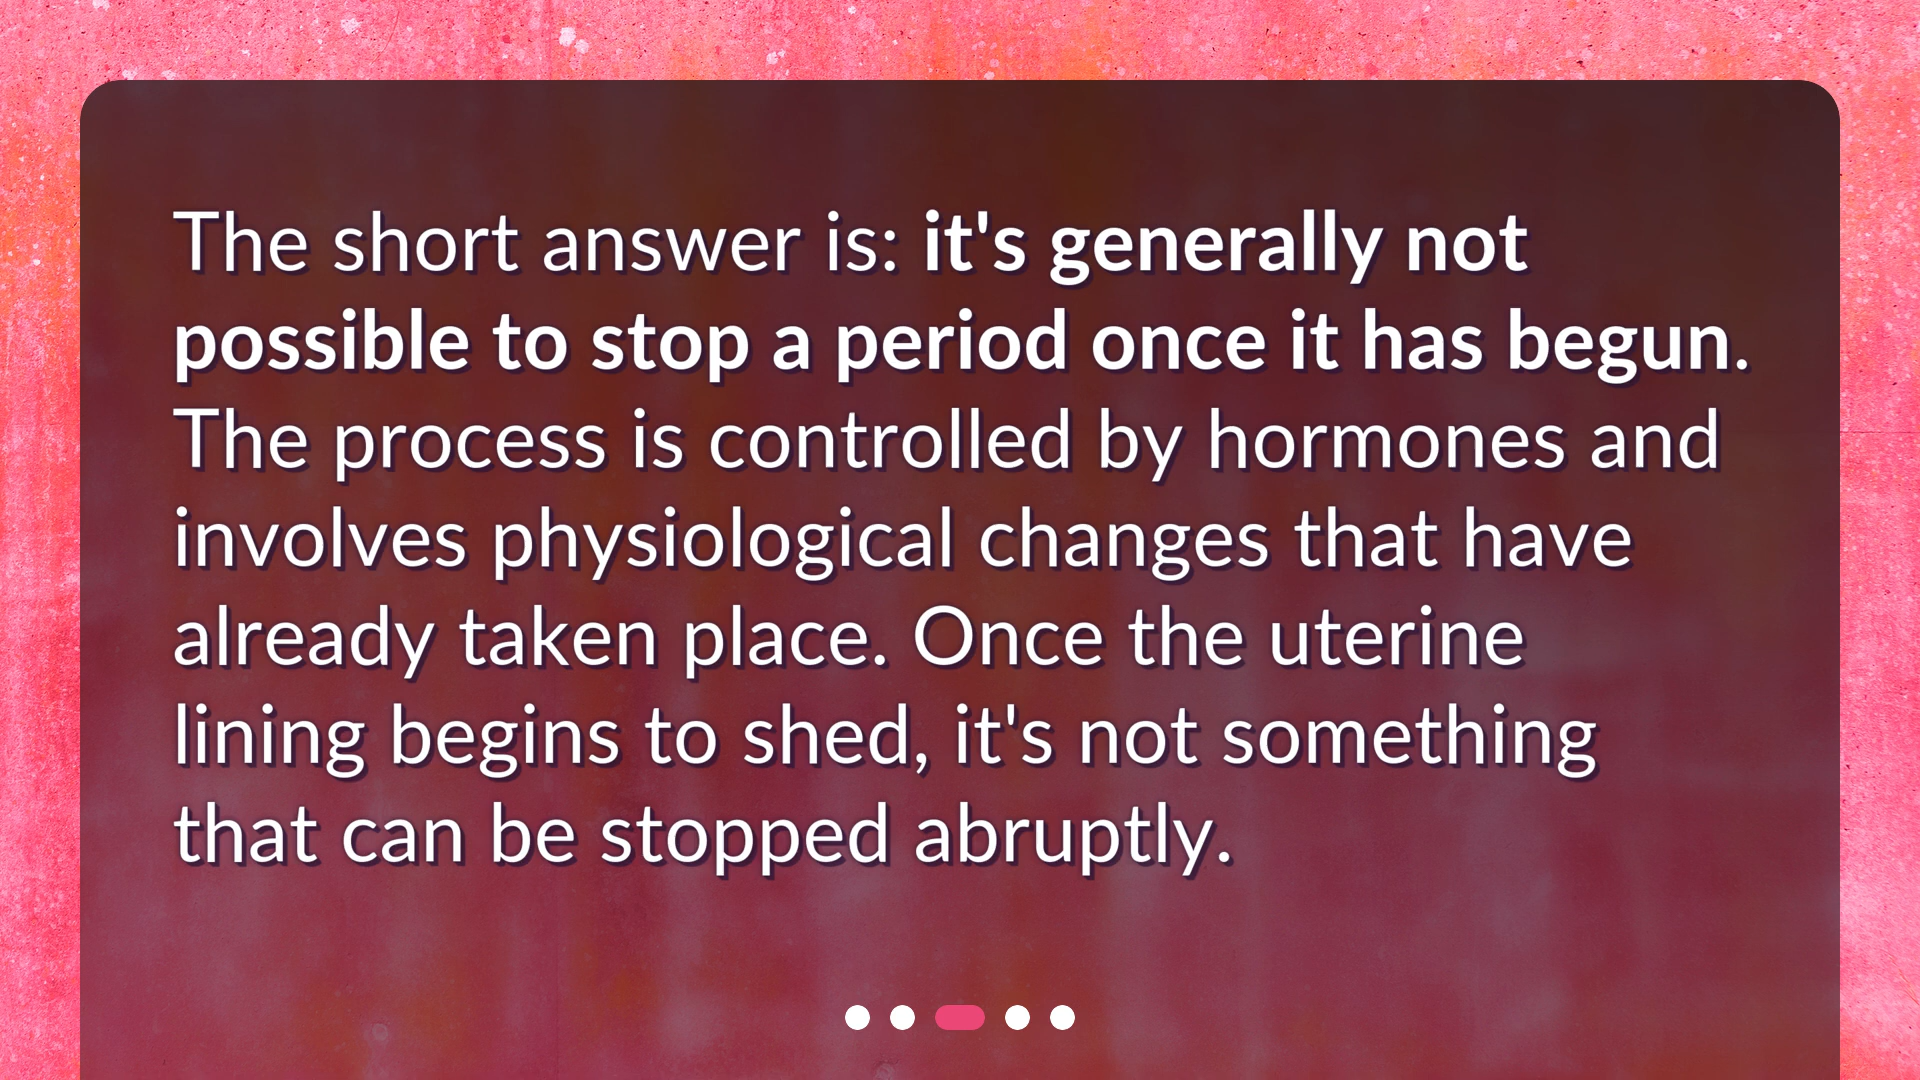 The short answer is: it's generally not
possible to stop a period once it has begun.
The process is controlled by hormones and
involves physiological changes that have
already taken place. Once the uterine
lining begins to shed, it's not something
that can be stopped abruptly.